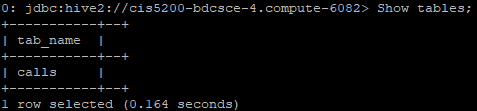 0: jdbc:hive2://cis5200-bdcsce-4.compute-6082> Show tables;
+-----------+--+
| tab_name  |
+-----------+--+
| calls     |
+-----------+--+
1 row selected (0.164 seconds)